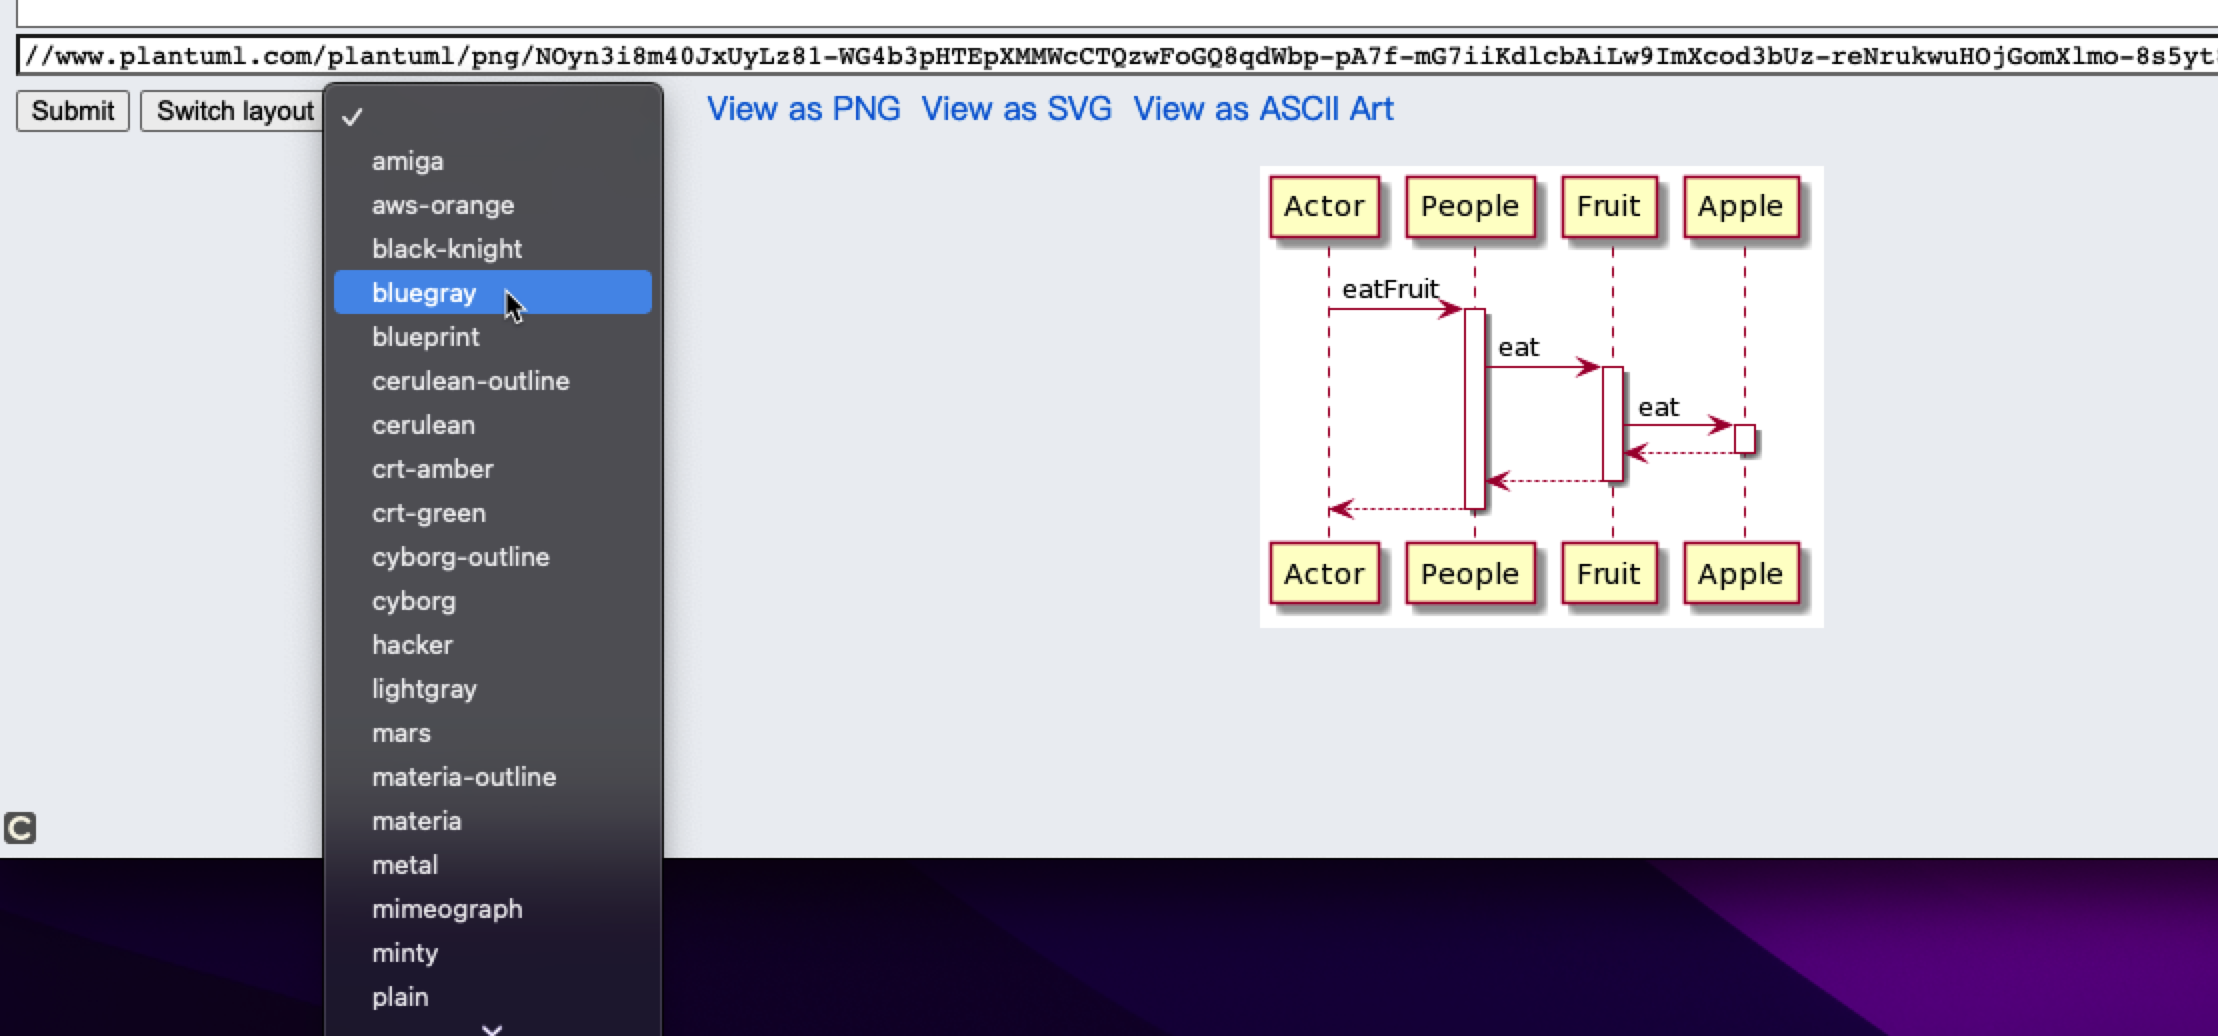 //www.plantuml.com/plantuml/png/NOyn3i8m40JxUyLz81-WG4b3pHTEpXMMWcCTQzwFoGQ8qdWbp-pA7f-mG7iiKdlcbAiLw9ImXcod3bUz-reNrukwuHOjGomXlmo-8s5yt
Submit Switch layout View as PNG View as SVG View as ASCII Art
amiga
aws-orange
black-knight
bluegray
blueprint
cerulean-outline
cerulean
crt-amber
crt-green
cyborg-outline
cyborg
hacker
lightgray
mars
materia-outline
materia
metal
mimeograph
minty
plain
Actor People Fruit Apple
eatFruit
eat
eat
Actor People Fruit Apple
C